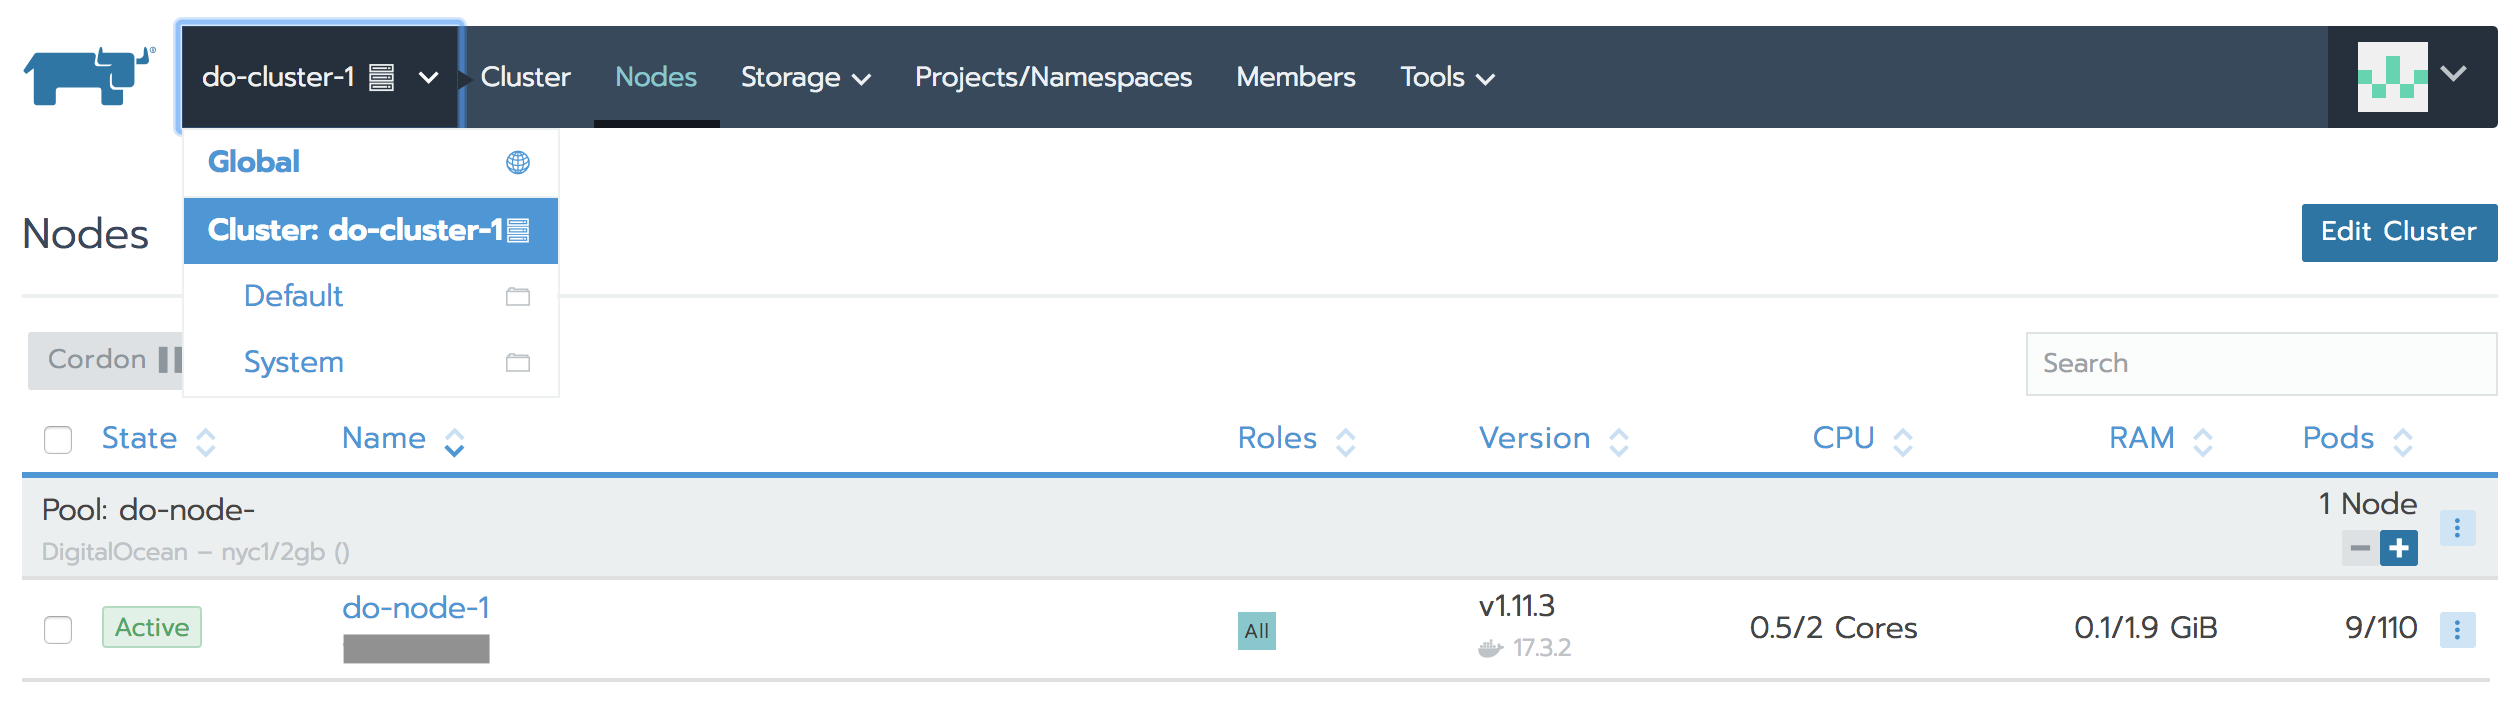 do-cluster-1 Cluster Nodes Storage Projects/Namespaces Members Tools
Global
Cluster: do-cluster-1
Default
System
Nodes
Edit Cluster
Cordon
Search
State Name Roles Version CPU RAM Pods
Pool: do-node-
DigitalOcean – nyc1/2gb ()
1 Node
Active do-node-1 All v1.11.3 0.5/2 Cores 0.1/1.9 GiB 9/110
17.3.2